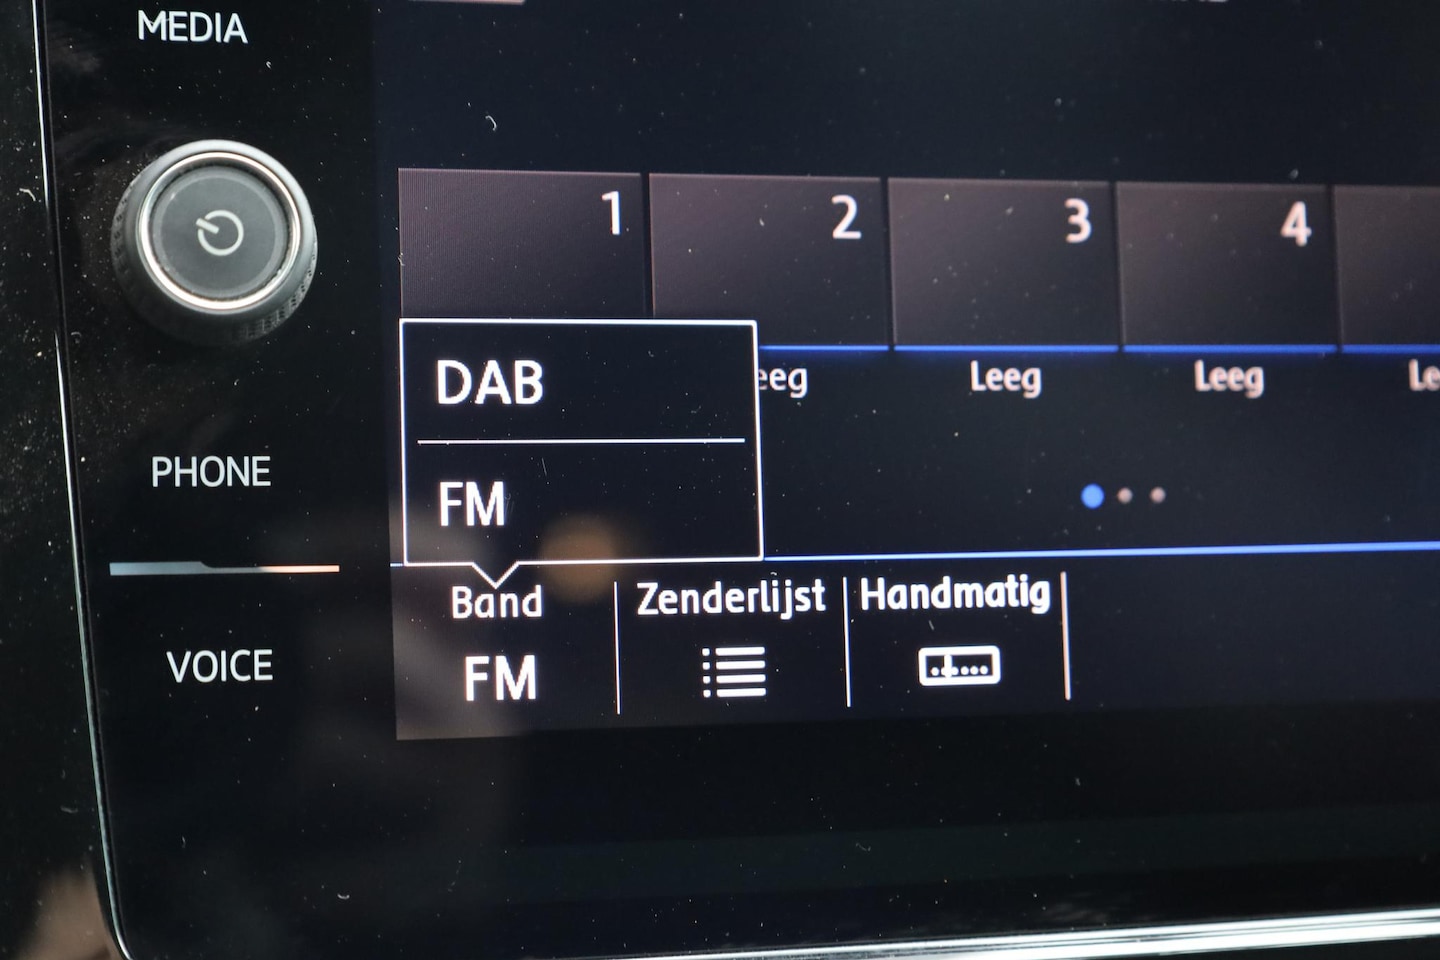 MEDIA
1
2
3
4
DAB
FM
Leeg
Leeg
PHONE
Band
Zenderlijst
Handmatig
FM
VOICE